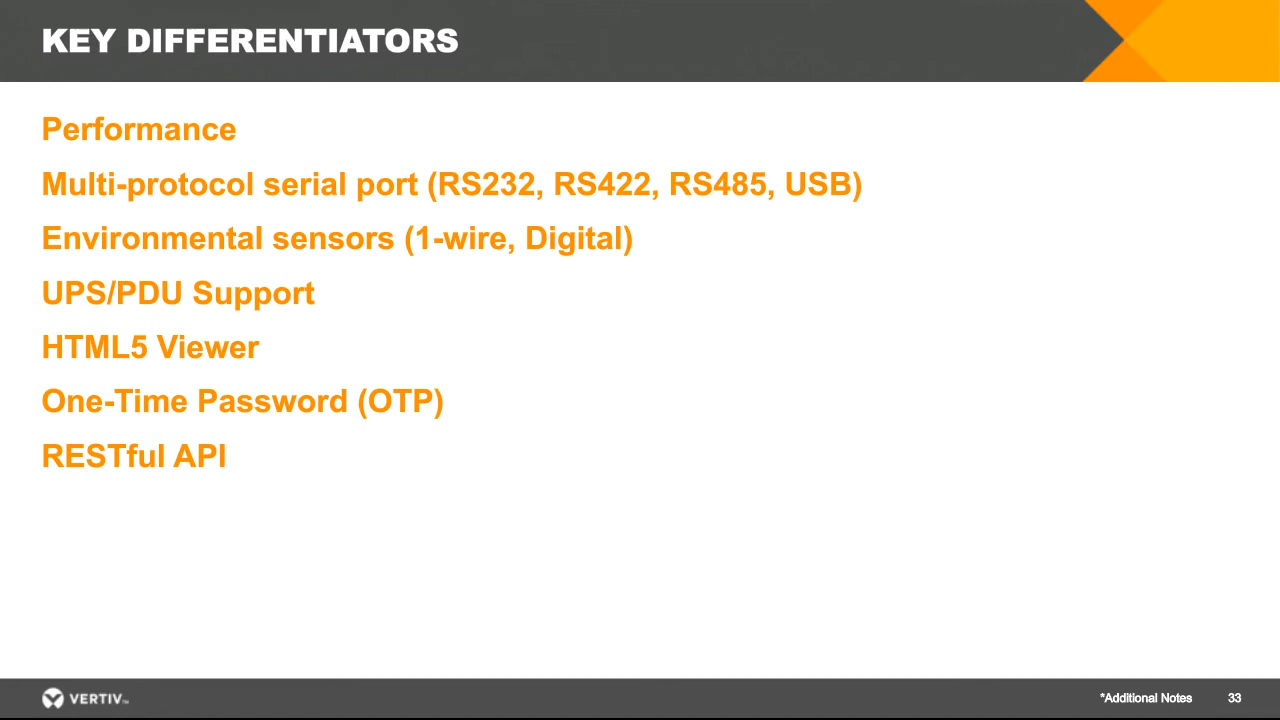 KEY DIFFERENTIATORS
Performance
Multi-protocol serial port (RS232, RS422, RS485, USB)
Environmental sensors (1-wire, Digital)
UPS/PDU Support
HTML5 Viewer
One-Time Password (OTP)
RESTful API
VERTIV™
*Additional Notes
33